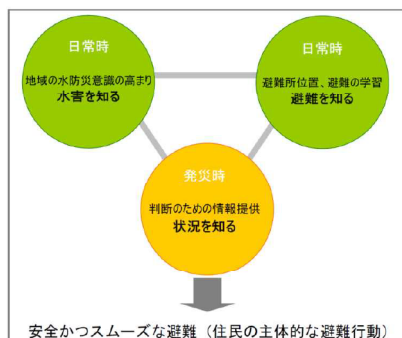 日常時
地域の水防災意識の高まり
水害を知る
日常時
避難所位置、避難の学習
避難を知る
発災時
判断のための情報提供
状況を知る
安全かつスムーズな避難（住民の主体的な避難行動）